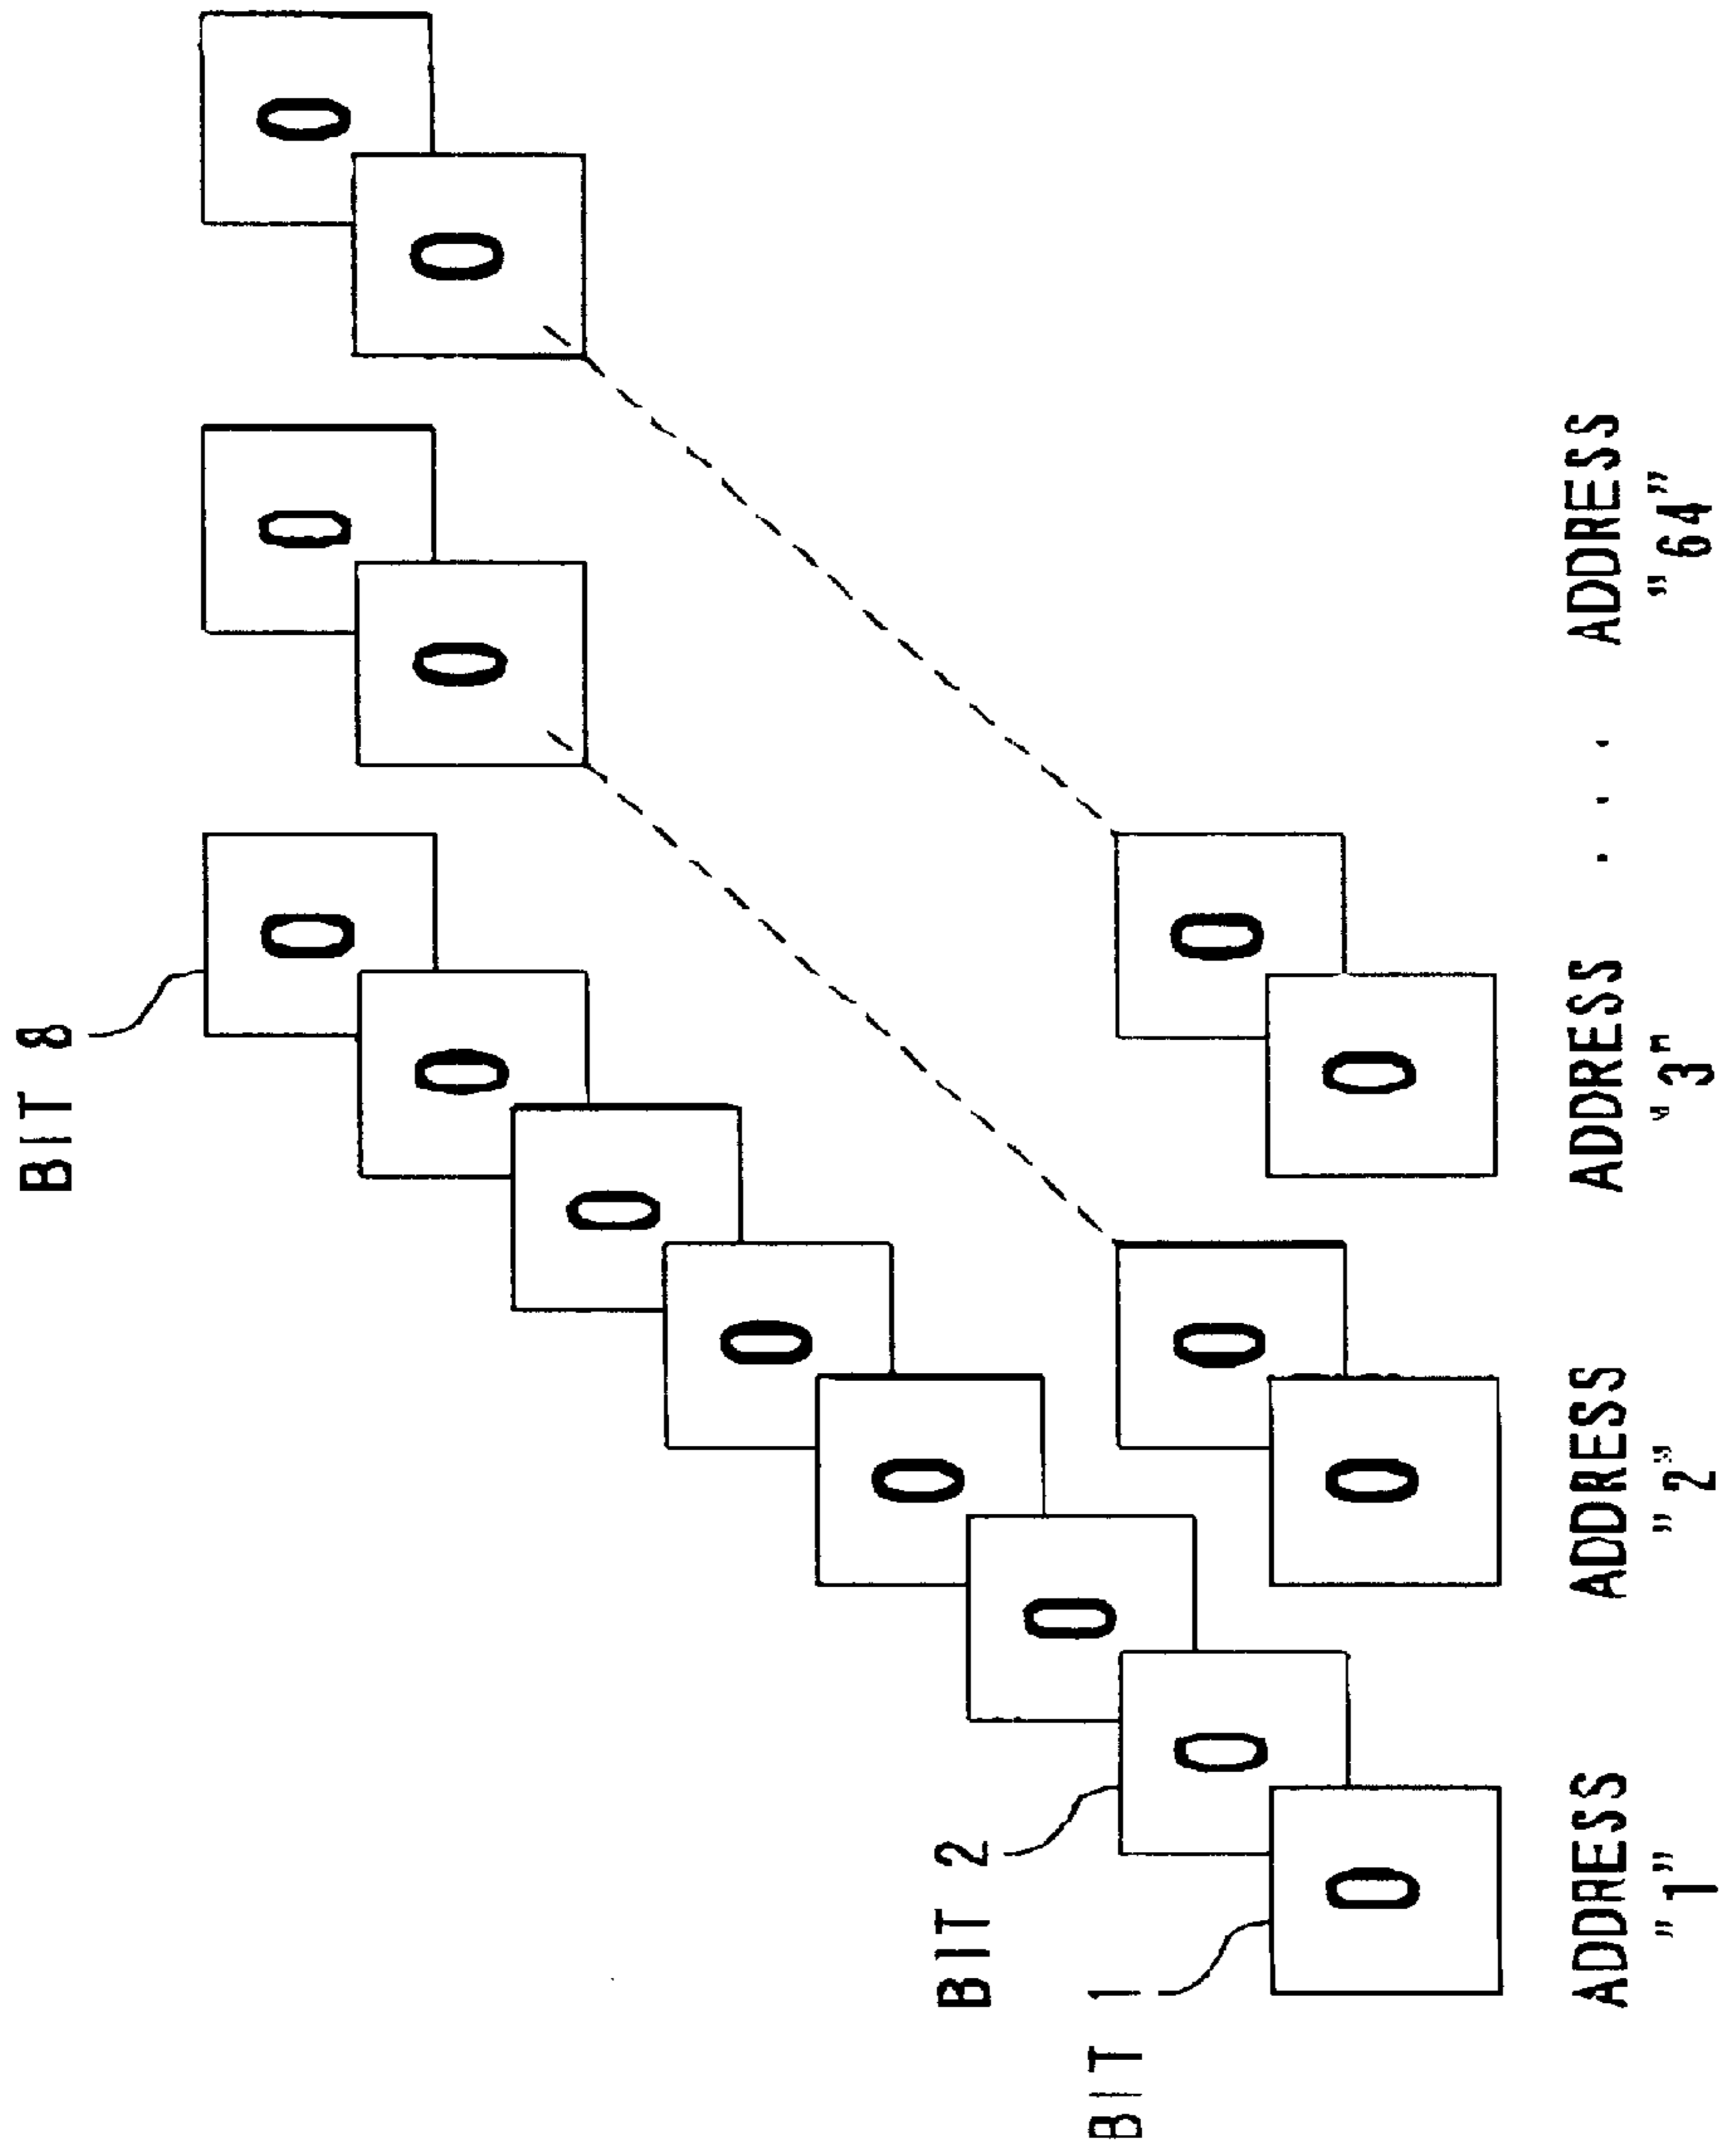 BIT 8
0 0 0
0 0 0
0
0
0
BIT 2
0
BIT 1
0 0 0
0 0 0
ADDRESS ADDRESS ADDRESS . . . ADDRESS
"1" "2" "3" "64"